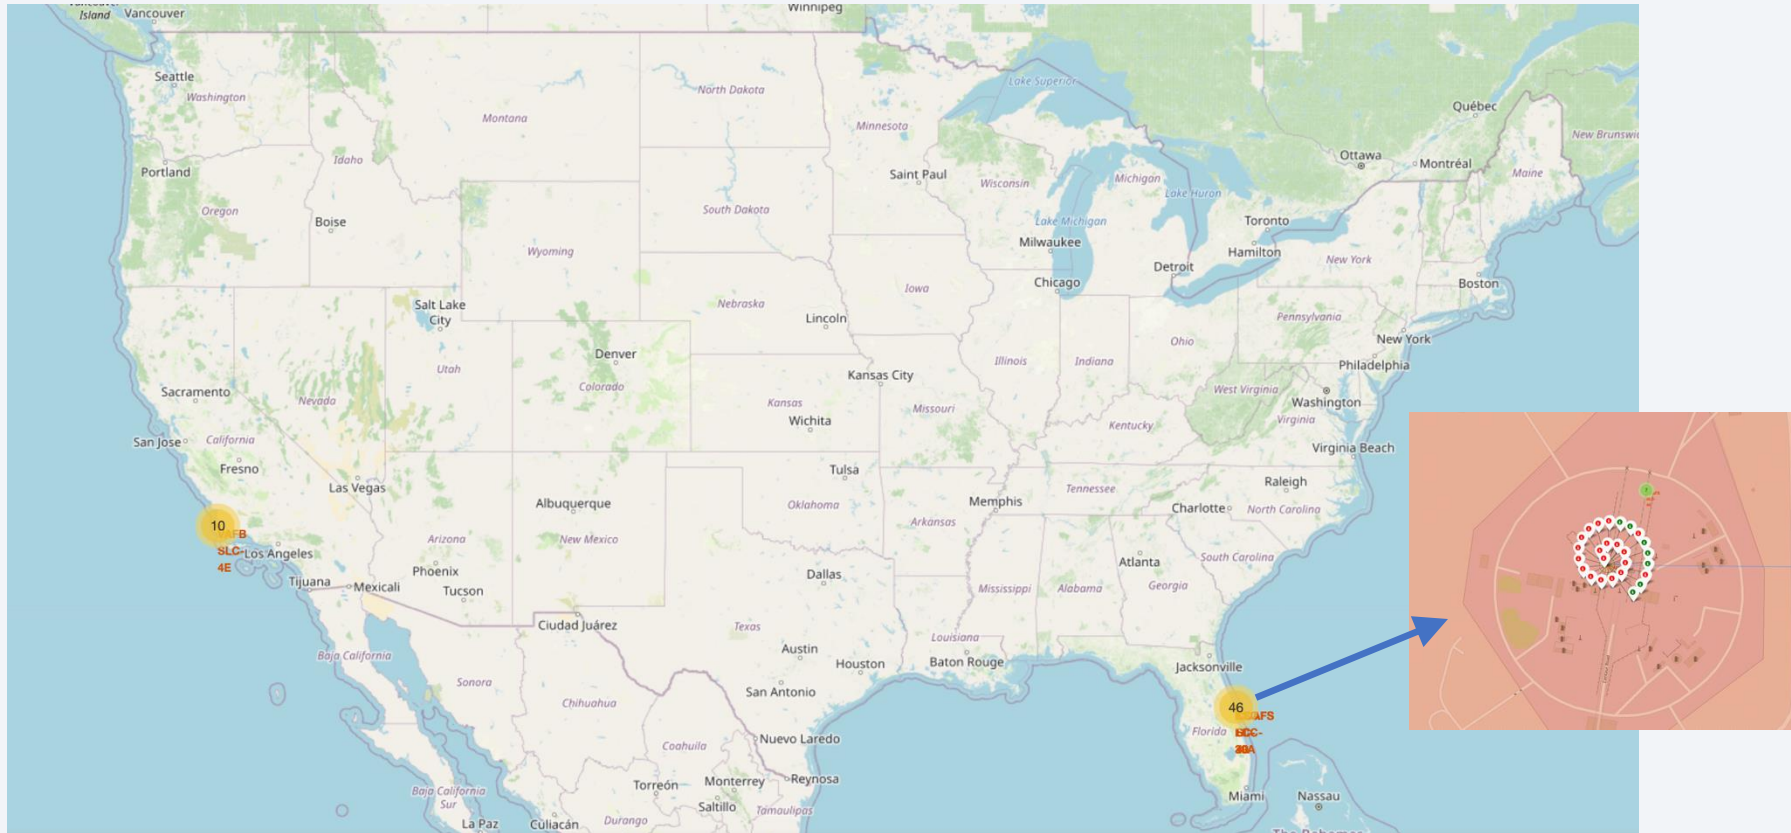 Island
Vancouver
Winnipeg
Seattle
Washington
Montana
North Dakota
Minnesota
Lake Superior
Québec
New Brunswi
Portland
Idaho
Oregon
Boise
Saint Paul
Wisconsin
Michigan
Lake Huron
Ottawa
Montréal
Maine
South Dakota
Wyoming
Lake Michigan
Milwaukee
Toronto
Hamilton
New York
Detroit
Chicago
Boston
Salt Lake
City
Nebraska
Iowa
Lincoln
Pennsylvania
New York
Denver
Utah
Colorado
Illinois
Indiana
Ohio
Philadelphia
Kansas City
Sacramento
Nevada
Kansas
Wichita
Missouri
West Virginia
Washington
Virginia
Kentucky
San Jose
California
Fresno
Las Vegas
Virginia Beach
Tulsa
Albuquerque
Oklahoma
Memphis
Tennessee
Raleigh
Charlotte
North Carolina
10
SLC-
4E
Los Angeles
Arizona
New Mexico
Arkansas
South Carolina
Atlanta
Georgia
Phoenix
Tijuana
Mexicali
Tucson
Dallas
Mississippi
Alabama
Ciudad Juárez
Texas
Louisiana
Baja California
Austin
Houston
Baton Rouge
Jacksonville
Sonora
Chihuahua
San Antonio
46
Florida
Nuevo Laredo
Coahuila
Reynosa
Torreón
Monterrey
Saltillo
Tamaulipas
Baja California
Sur
La Paz
Culiacán
Durango
Miami
Nassau
The Bahamas